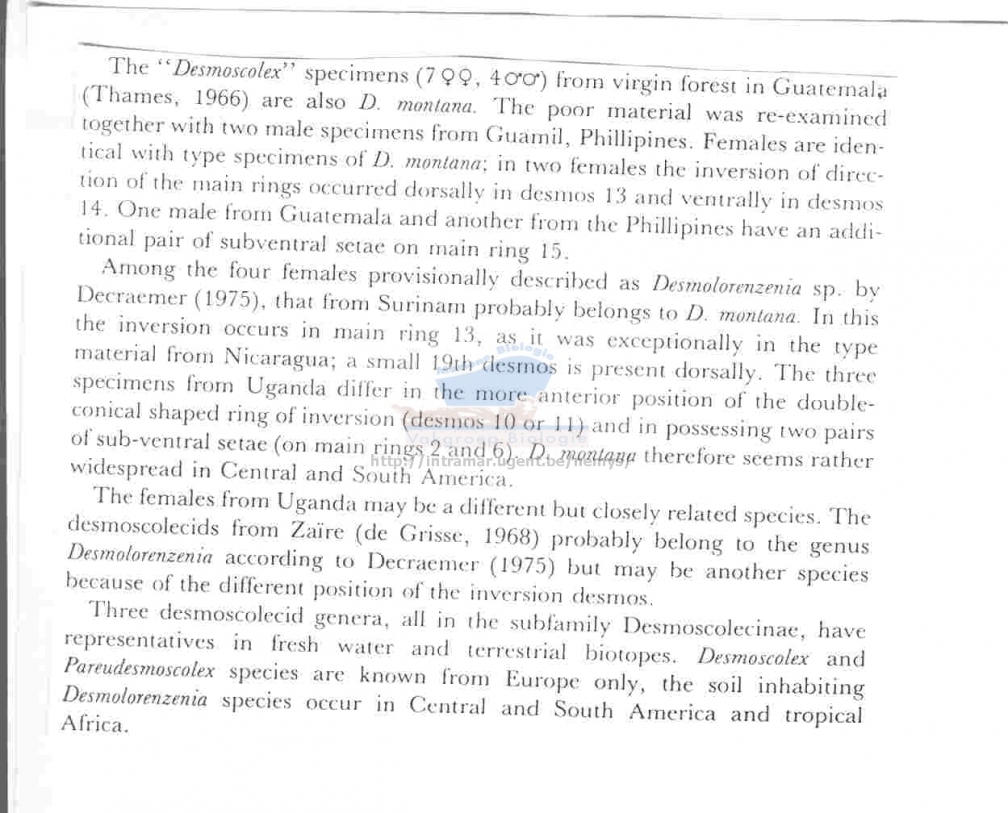 The “Desmoscolex” specimens (7 ♀♀, 4♂♂) from virgin forest in Guatemala
(Thames, 1966) are also D. montana. The poor material was re-examined
together with two male specimens from Guamil, Phillipines. Females are iden-
tical with type specimens of D. montana; in two females the inversion of direc-
tion of the main rings occurred dorsally in desmos 13 and ventrally in desmos
14. One male from Guatemala and another from the Phillipines have an addi-
tional pair of subventral setae on main ring 15.
Among the four females provisionally described as Desmolorenzenia sp. by
Decraemer (1975), that from Surinam probably belongs to D. montana. In this
the inversion occurs in main ring 13, as it was exceptionally in the type
material from Nicaragua; a small 19th desmos is present dorsally. The three
specimens from Uganda differ in the more anterior position of the double-
conical shaped ring of inversion (desmos 10 or 11) and in possessing two pairs
of sub-ventral setae (on main rings 2 and 6). D. montana therefore seems rather
widespread in Central and South America.
The females from Uganda may be a different but closely related species. The
desmoscolecids from Zaïre (de Grisse, 1968) probably belong to the genus
Desmolorenzenia according to Decraemer (1975) but may be another species
because of the different position of the inversion desmos.
Three desmoscolecid genera, all in the subfamily Desmoscolecinae, have
representatives in fresh water and terrestrial biotopes. Desmoscolex and
Pareudesmoscolex species are known from Europe only, the soil inhabiting
Desmolorenzenia species occur in Central and South America and tropical
Africa.
Biologie
Vakgroep Biologie